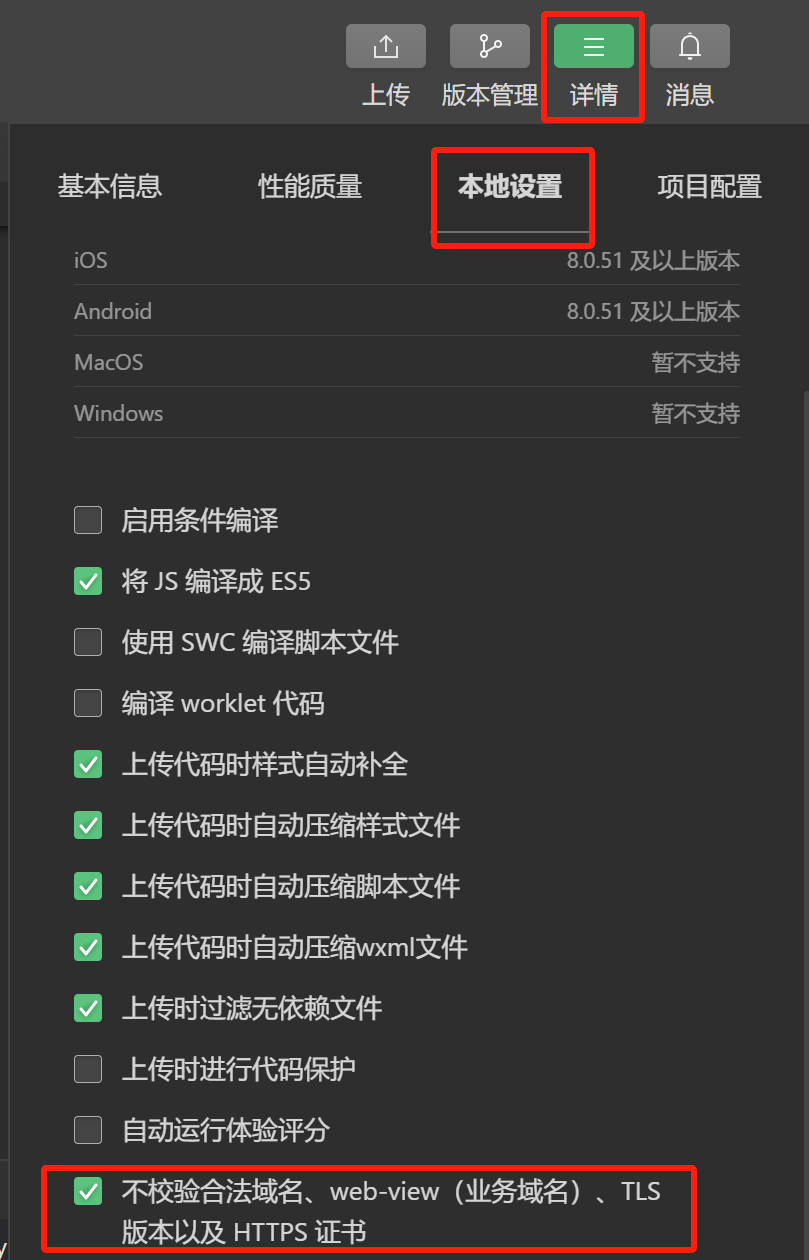 上传 版本管理 详情 消息
基本信息 性能质量 本地设置 项目配置
iOS 8.0.51 及以上版本
Android 8.0.51 及以上版本
MacOS 暂不支持
Windows 暂不支持
启用条件编译
将 JS 编译成 ES5
使用 SWC 编译脚本文件
编译 worklet 代码
上传代码时样式自动补全
上传代码时自动压缩样式文件
上传代码时自动压缩脚本文件
上传代码时自动压缩wxml文件
上传时过滤无依赖文件
上传时进行代码保护
自动运行体验评分
不校验合法域名、web-view（业务域名）、TLS
版本以及 HTTPS 证书